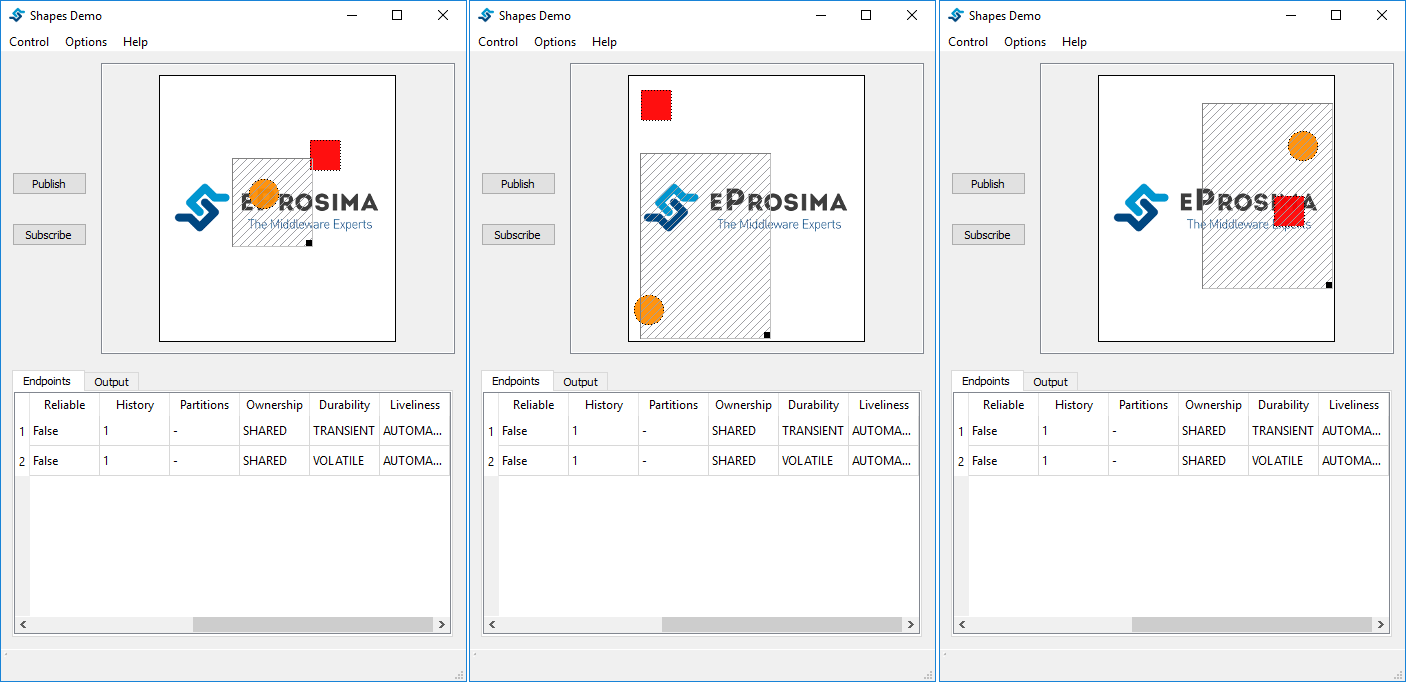 Shapes Demo
Control Options Help
Publish
Subscribe
ePROSIMA
The Middleware Experts
Endpoints Output
Reliable History Partitions Ownership Durability Liveliness
1 False 1 - SHARED TRANSIENT AUTOMA...
2 False 1 - SHARED VOLATILE AUTOMA...
Shapes Demo
Control Options Help
Publish
Subscribe
ePROSIMA
The Middleware Experts
Endpoints Output
Reliable History Partitions Ownership Durability Liveliness
1 False 1 - SHARED TRANSIENT AUTOMA...
2 False 1 - SHARED VOLATILE AUTOMA...
Shapes Demo
Control Options Help
Publish
Subscribe
ePROSIMA
The Middleware Experts
Endpoints Output
Reliable History Partitions Ownership Durability Liveliness
1 False 1 - SHARED TRANSIENT AUTOMA...
2 False 1 - SHARED VOLATILE AUTOMA...